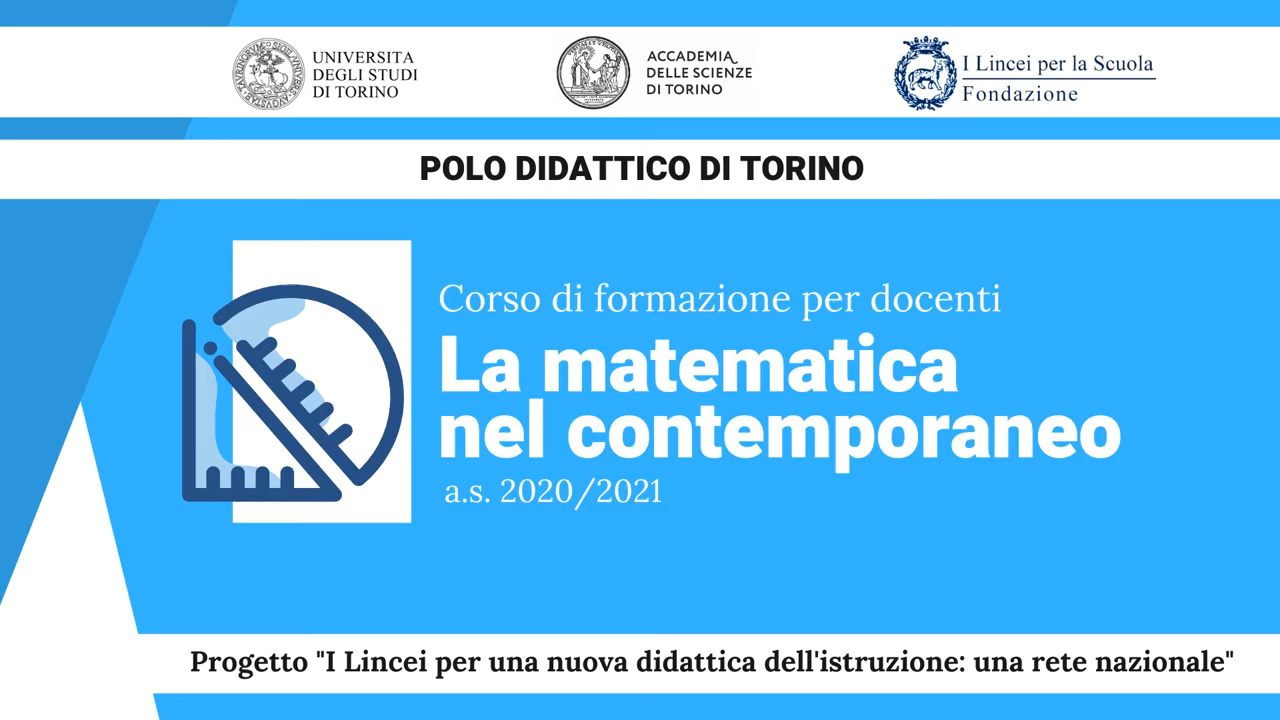 UNIVERSITA
DEGLI STUDI
DI TORINO
ACCADEMIA
DELLE SCIENZE
DI TORINO
I Lincei per la Scuola
Fondazione
POLO DIDATTICO DI TORINO
Corso di formazione per docenti
La matematica
nel contemporaneo
a.s. 2020/2021
Progetto "I Lincei per una nuova didattica dell'istruzione: una rete nazionale"